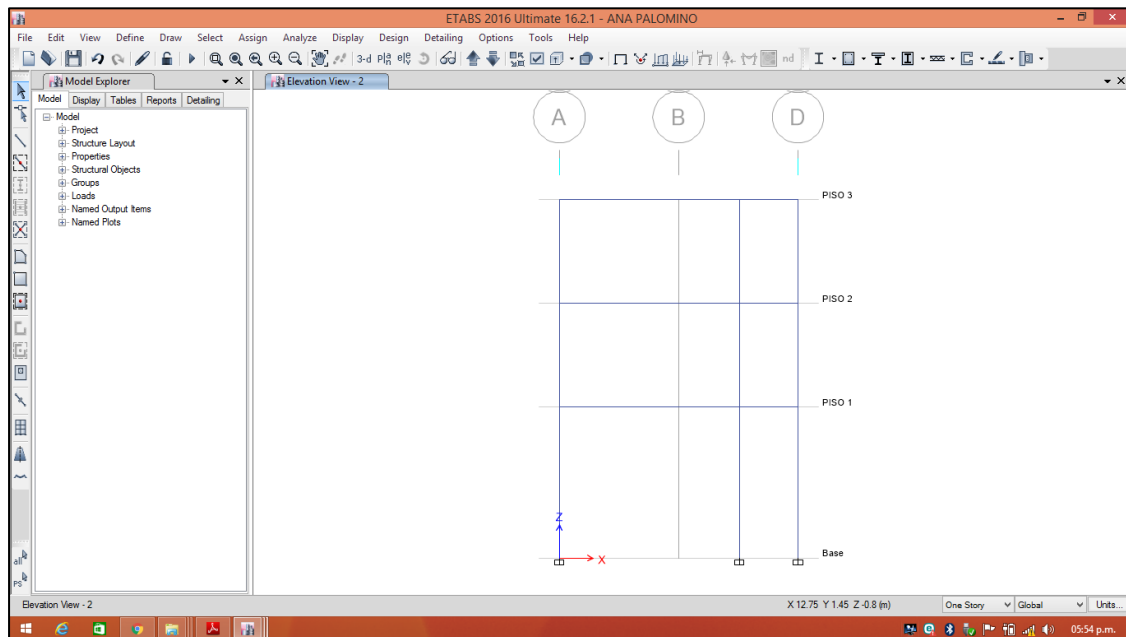 ETABS 2016 Ultimate 16.2.1 - ANA PALOMINO
File Edit View Define Draw Select Assign Analyze Display Design Detailing Options Tools Help
3-d
nd
Model Explorer
Elevation View - 2
Model Display Tables Reports Detailing
Model
Project
Structure Layout
Properties
Structural Objects
Groups
Loads
Named Output Items
Named Plots
A B D
PISO 3
PISO 2
PISO 1
Z
X
Base
all
PS
Elevation View - 2
X 12.75 Y 1.45 Z -0.8 (m)
One Story
Global
Units...
05:54 p.m.